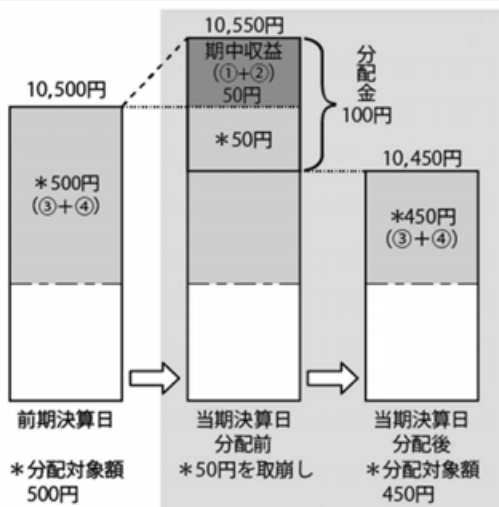 10,550円
期中収益
(①+②)
50円
*50円
分配金
100円
10,500円
*500円
(③+④)
10,450円
*450円
(③+④)
前期決算日
*分配対象額
500円
当期決算日
分配前
*50円を取崩し
当期決算日
分配後
*分配対象額
450円